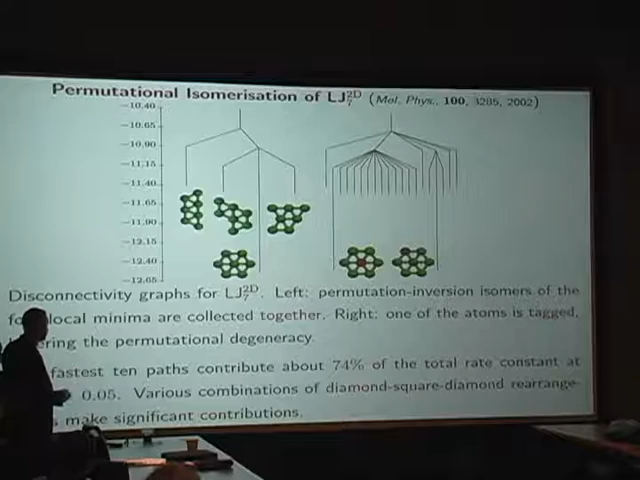 Permutational Isomerisation of LJ₇²ᴰ (Mol. Phys., 100, 3285, 2002)
−10.40
−10.65
−10.90
−11.15
−11.40
−11.65
−11.90
−12.15
−12.40
−12.65
Disconnectivity graphs for LJ₇²ᴰ. Left: permutation-inversion isomers of the
local minima are collected together. Right: one of the atoms is tagged,
the permutational degeneracy.
fastest ten paths contribute about 74% of the total rate constant at
0.05. Various combinations of diamond-square-diamond rearrange-
make significant contributions.